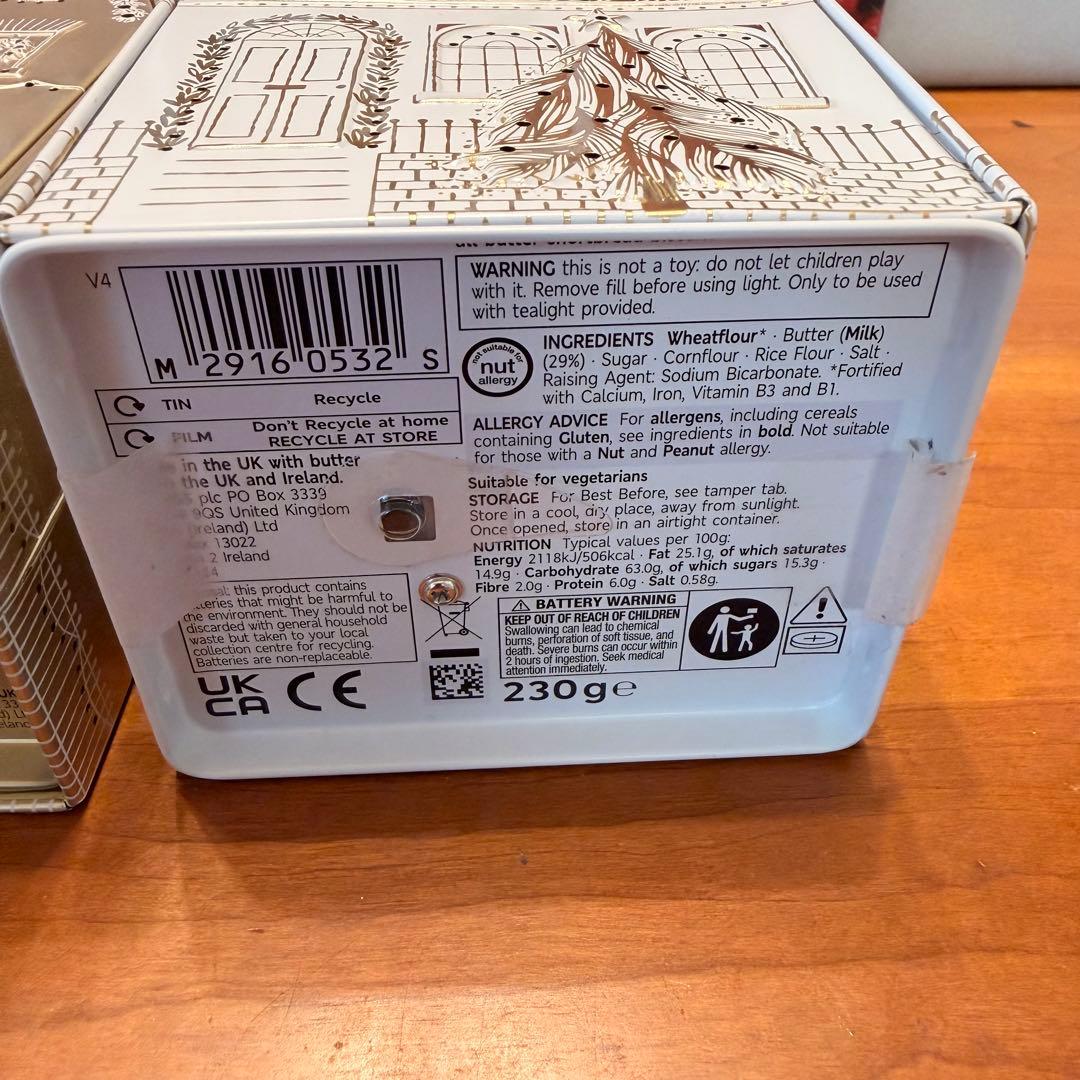 all butter shortbread
V4
M 2916 0532 S
WARNING this is not a toy: do not let children play
with it. Remove fill before using light. Only to be used
with tealight provided.
not suitable for
nut
allergy
INGREDIENTS Wheatflour* · Butter (Milk)
(29%) · Sugar · Cornflour · Rice Flour · Salt ·
Raising Agent: Sodium Bicarbonate. *Fortified
with Calcium, Iron, Vitamin B3 and B1.
TIN Recycle
FILM Don't Recycle at home
RECYCLE AT STORE
ALLERGY ADVICE For allergens, including cereals
containing Gluten, see ingredients in bold. Not suitable
for those with a Nut and Peanut allergy.
in the UK with butter
the UK and Ireland.
plc PO Box 3339
9QS United Kingdom
(Ireland) Ltd
13022
2 Ireland
Suitable for vegetarians
STORAGE For Best Before, see tamper tab.
Store in a cool, dry place, away from sunlight.
Once opened, store in an airtight container.
NUTRITION Typical values per 100g:
Energy 2118kJ/506kcal · Fat 25.1g, of which saturates
14.9g · Carbohydrate 63.0g, of which sugars 15.3g ·
Fibre 2.0g · Protein 6.0g · Salt 0.58g.
this product contains
that might be harmful to
the environment. They should not be
discarded with general household
waste but taken to your local
collection centre for recycling.
Batteries are non-replaceable.
BATTERY WARNING
KEEP OUT OF REACH OF CHILDREN
Swallowing can lead to chemical
burns, perforation of soft tissue, and
death. Severe burns can occur within
2 hours of ingestion. Seek medical
attention immediately.
UK
CA CE
230g℮